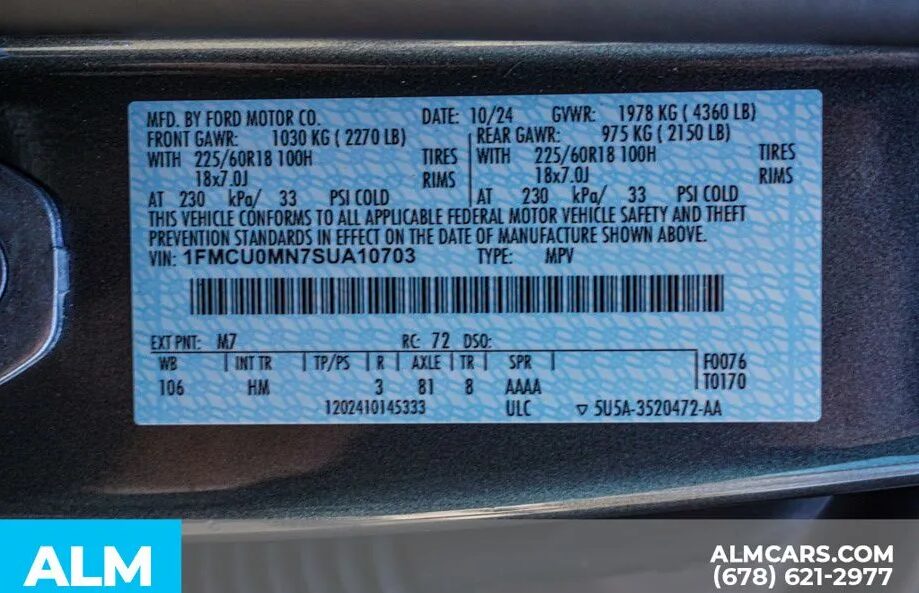 MFD. BY FORD MOTOR CO. DATE: 10/24 GVWR: 1978 KG ( 4360 LB)
FRONT GAWR: 1030 KG ( 2270 LB) REAR GAWR: 975 KG ( 2150 LB)
WITH 225/60R18 100H TIRES WITH 225/60R18 100H TIRES
18x7.0J RIMS 18x7.0J RIMS
AT 230 kPa/ 33 PSI COLD AT 230 kPa/ 33 PSI COLD
THIS VEHICLE CONFORMS TO ALL APPLICABLE FEDERAL MOTOR VEHICLE SAFETY AND THEFT
PREVENTION STANDARDS IN EFFECT ON THE DATE OF MANUFACTURE SHOWN ABOVE.
VIN: 1FMCU0MN7SUA10703 TYPE: MPV
EXT PNT: M7 RC: 72 DSO:
WB INT TR TP/PS R AXLE TR SPR F0076
106 HM 3 81 8 AAAA T0170
1202410145333 ULC ▽ 5U5A-3520472-AA
ALM
ALMCARS.COM
(678) 621-2977